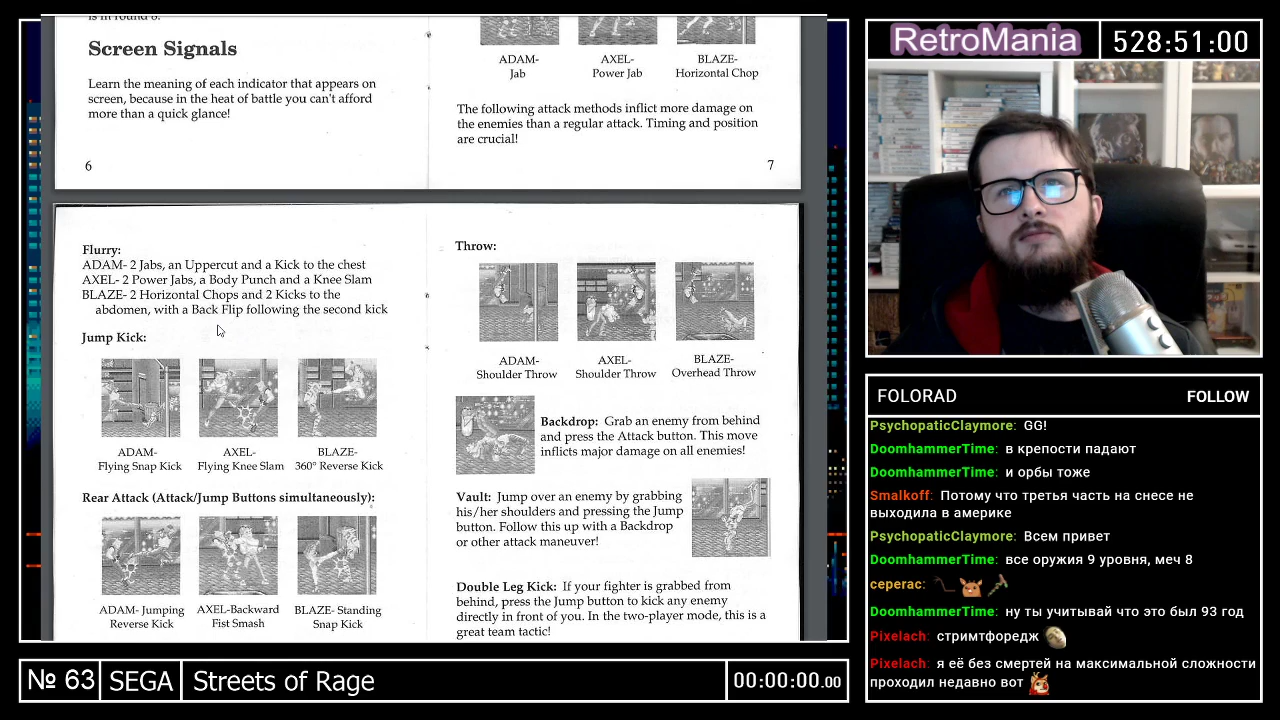 is in round 8.
Screen Signals
Learn the meaning of each indicator that appears on
screen, because in the heat of battle you can't afford
more than a quick glance!
6
ADAM-
Jab
AXEL-
Power Jab
BLAZE-
Horizontal Chop
The following attack methods inflict more damage on
the enemies than a regular attack. Timing and position
are crucial!
7
Flurry:
ADAM- 2 Jabs, an Uppercut and a Kick to the chest
AXEL- 2 Power Jabs, a Body Punch and a Knee Slam
BLAZE- 2 Horizontal Chops and 2 Kicks to the
abdomen, with a Back Flip following the second kick
Jump Kick:
ADAM-
Flying Snap Kick
AXEL-
Flying Knee Slam
BLAZE-
360° Reverse Kick
Rear Attack (Attack/Jump Buttons simultaneously):
ADAM- Jumping
Reverse Kick
AXEL-Backward
Fist Smash
BLAZE- Standing
Snap Kick
Throw:
ADAM-
Shoulder Throw
AXEL-
Shoulder Throw
BLAZE-
Overhead Throw
Backdrop: Grab an enemy from behind
and press the Attack button. This move
inflicts major damage on all enemies!
Vault: Jump over an enemy by grabbing
his/her shoulders and pressing the Jump
button. Follow this up with a Backdrop
or other attack maneuver!
Double Leg Kick: If your fighter is grabbed from
behind, press the Jump button to kick any enemy
directly in front of you. In the two-player mode, this is a
great team tactic!
RetroMania
528:51:00
FOLORAD
FOLLOW
PsychopaticClaymore: GG!
DoomhammerTime: в крепости падают
DoomhammerTime: и орбы тоже
Smalkoff: Потому что третья часть на снесе не
выходила в америке
PsychopaticClaymore: Всем привет
DoomhammerTime: все оружия 9 уровня, меч 8
ceperac:
DoomhammerTime: ну ты учитывай что это был 93 год
Pixelach: стримтфоредж
Pixelach: я её без смертей на максимальной сложности
проходил недавно вот
№ 63
SEGA
Streets of Rage
00:00:00.00